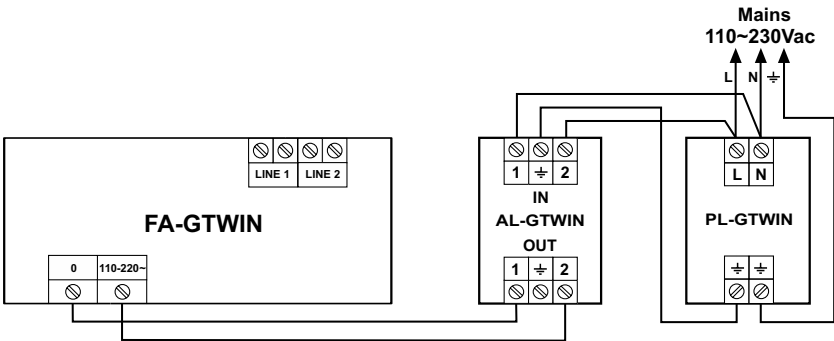 Mains
110~230Vac
L N ⏚
LINE 1 LINE 2
1 ⏚ 2
L N
IN
FA-GTWIN
AL-GTWIN
PL-GTWIN
OUT
0 110-220~
1 ⏚ 2
⏚ ⏚